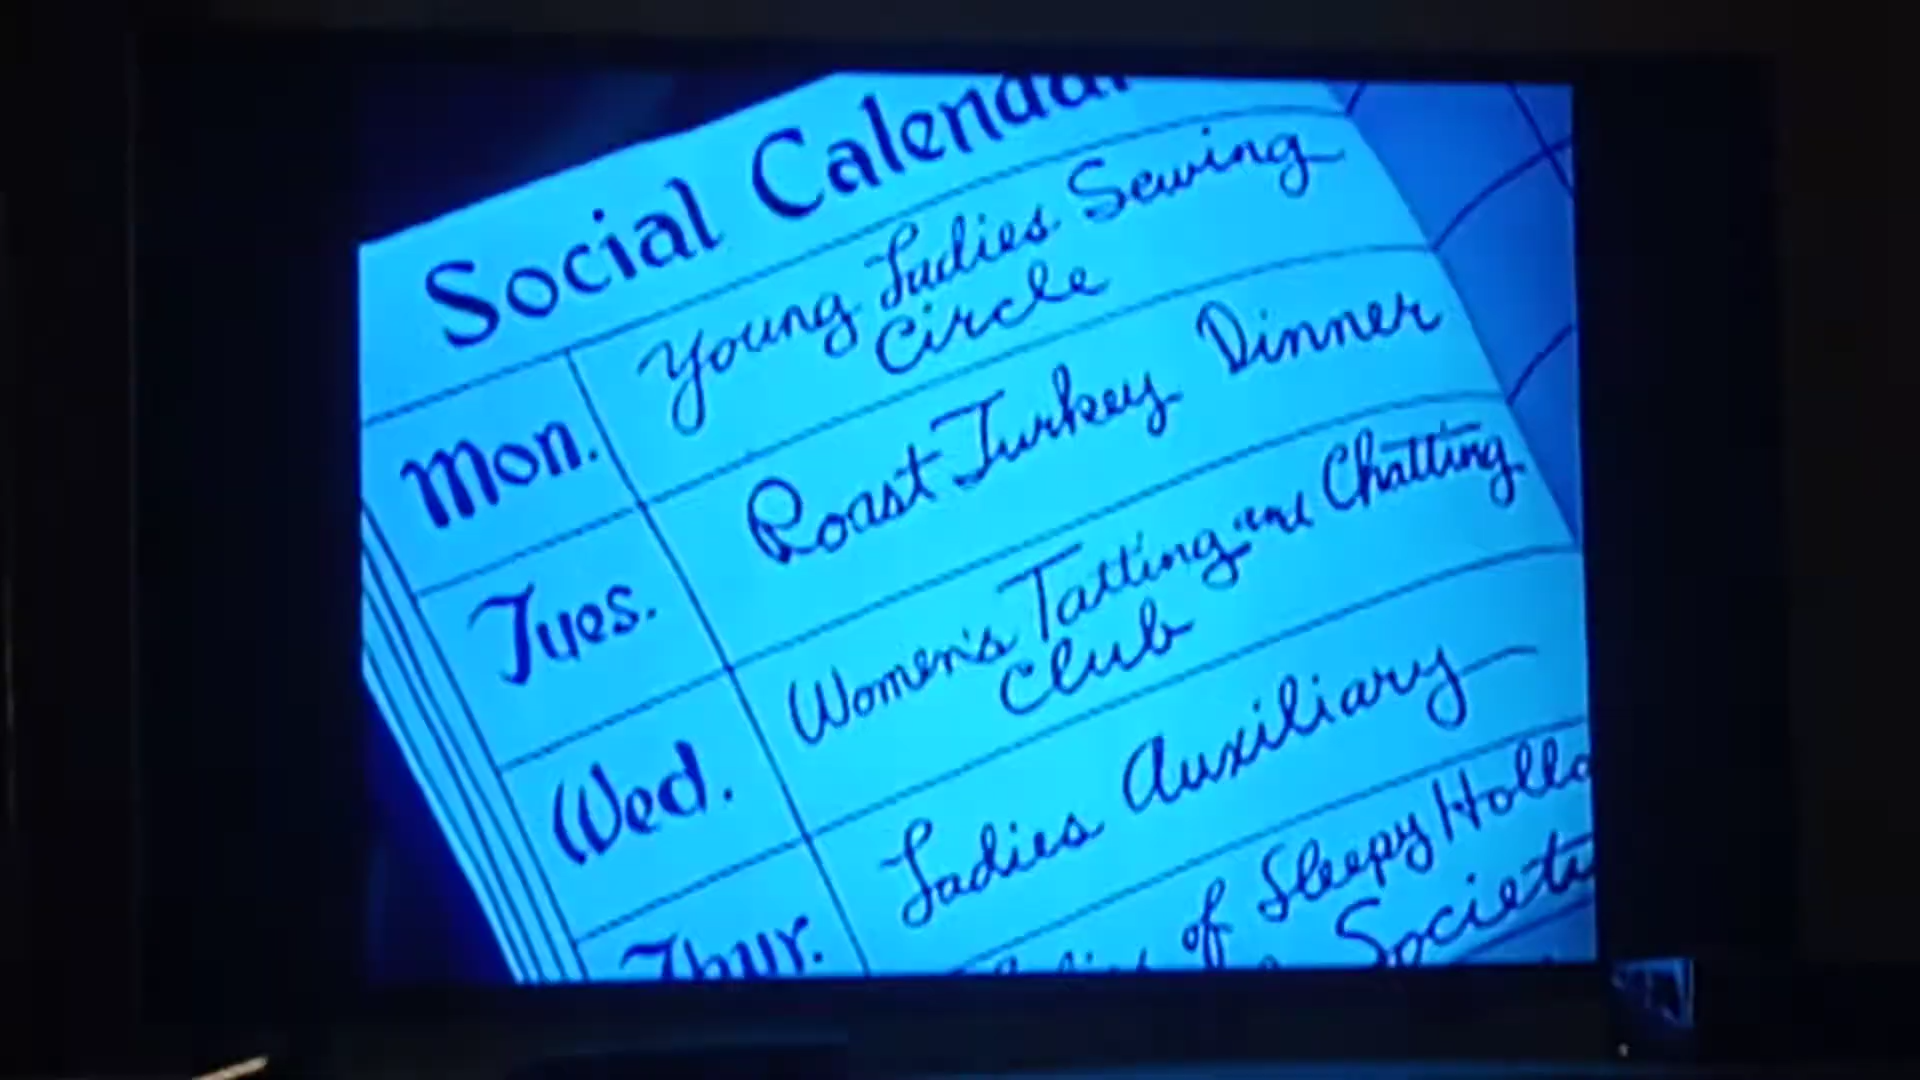 Social Calendar
Mon.
Young Ladies Sewing
Circle
Tues.
Roast Turkey Dinner
Wed.
Women's Tatting and Chatting
Club
Thur.
Ladies Auxiliary
of Sleepy Hollo
Societ